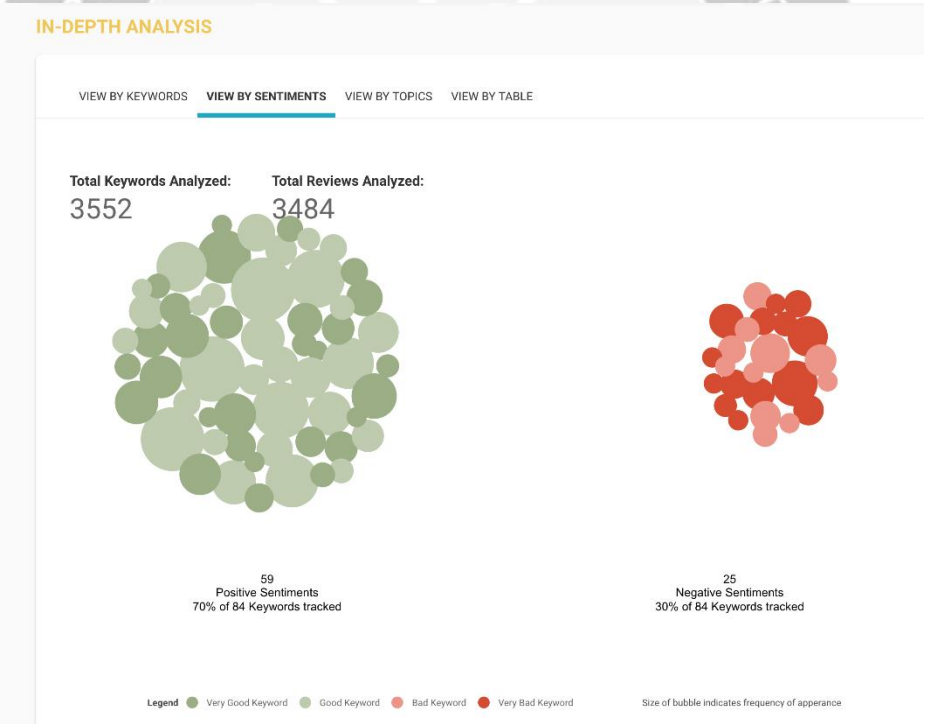 IN-DEPTH ANALYSIS
VIEW BY KEYWORDS VIEW BY SENTIMENTS VIEW BY TOPICS VIEW BY TABLE
Total Keywords Analyzed: Total Reviews Analyzed:
3552 3484
59
Positive Sentiments
70% of 84 Keywords tracked
25
Negative Sentiments
30% of 84 Keywords tracked
Legend Very Good Keyword Good Keyword Bad Keyword Very Bad Keyword Size of bubble indicates frequency of apperance